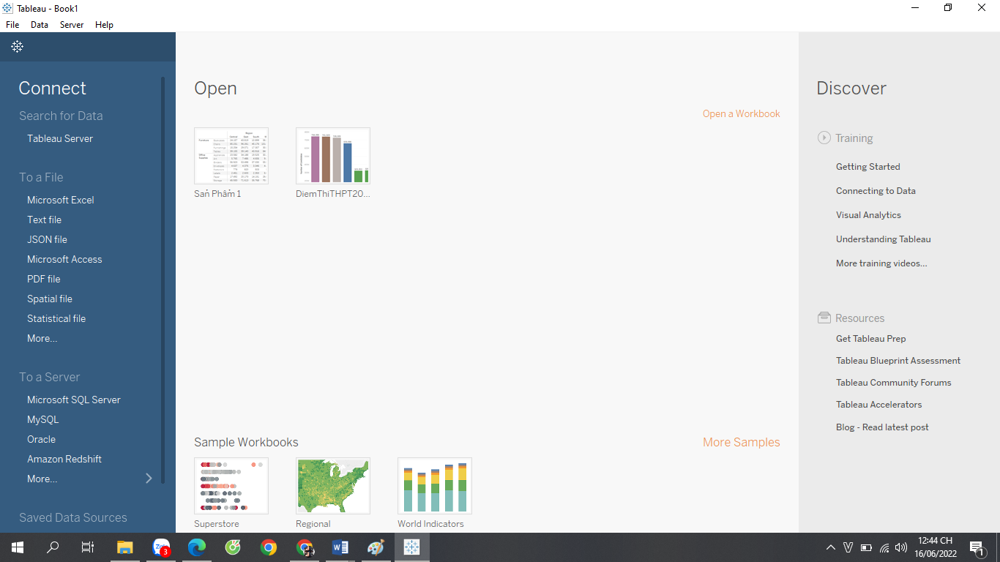 Tableau - Book1
File Data Server Help
Connect
Search for Data
Tableau Server
To a File
Microsoft Excel
Text file
JSON file
Microsoft Access
PDF file
Spatial file
Statistical file
More...
To a Server
Microsoft SQL Server
MySQL
Oracle
Amazon Redshift
More...
Saved Data Sources
Open
Open a Workbook
Sản Phẩm 1
DiemThiTHPT20...
Sample Workbooks
More Samples
Superstore
Regional
World Indicators
Discover
Training
Getting Started
Connecting to Data
Visual Analytics
Understanding Tableau
More training videos...
Resources
Get Tableau Prep
Tableau Blueprint Assessment
Tableau Community Forums
Tableau Accelerators
Blog - Read latest post
3
12:44 CH
16/06/2022
1